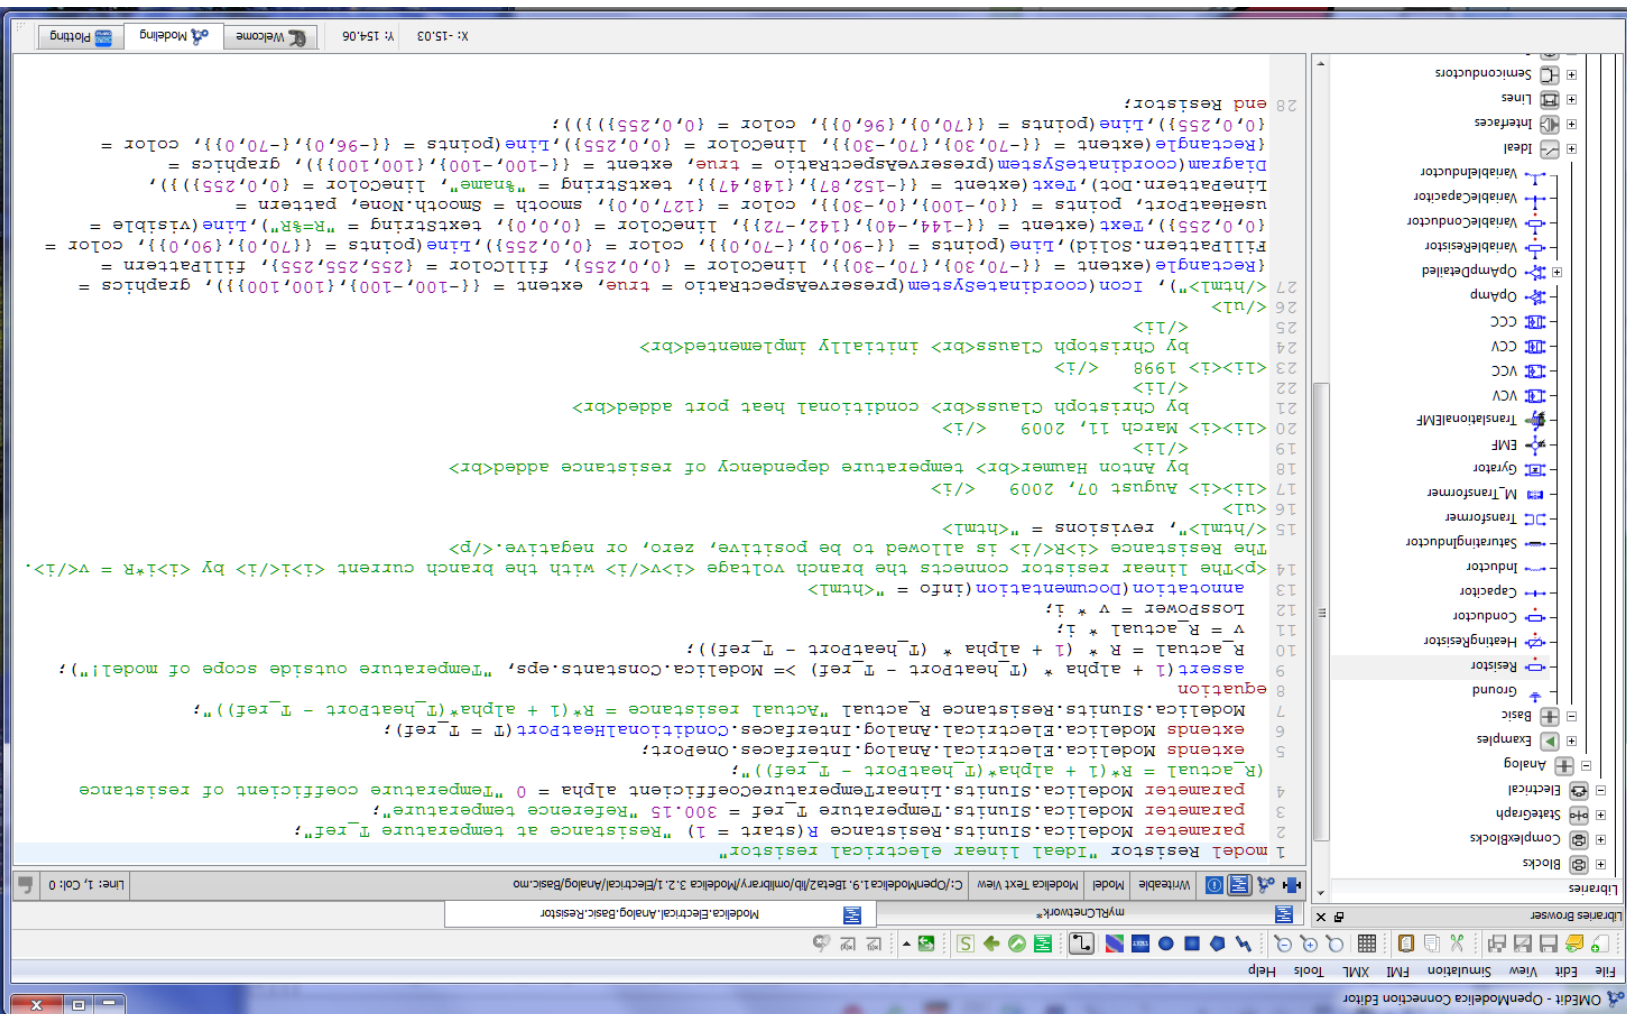 OMEdit - OpenModelica Connection Editor
File Edit View Simulation FMI XML Tools Help
Libraries Browser
Libraries
Blocks
ComplexBlocks
StateGraph
Electrical
Analog
Examples
Basic
Ground
Resistor
HeatingResistor
Conductor
Capacitor
Inductor
SaturatingInductor
Transformer
M_Transformer
Gyrator
EMF
TranslationalEMF
VCV
VCC
CCV
CCC
OpAmp
OpAmpDetailed
VariableResistor
VariableConductor
VariableCapacitor
VariableInductor
Ideal
Interfaces
Lines
Semiconductors
myRLCnetwork* Modelica.Electrical.Analog.Basic.Resistor
Writeable Model Modelica Text View C:/OpenModelica1.9.1Beta2/lib/omlibrary/Modelica 3.2.1/Electrical/Analog/Basic.mo Line: 1, Col: 0
1 model Resistor "Ideal linear electrical resistor"
2 parameter Modelica.SIunits.Resistance R(start = 1) "Resistance at temperature T_ref";
3 parameter Modelica.SIunits.Temperature T_ref = 300.15 "Reference temperature";
4 parameter Modelica.SIunits.LinearTemperatureCoefficient alpha = 0 "Temperature coefficient of resistance
(R_actual = R*(1 + alpha*(T_heatPort - T_ref))";
5 extends Modelica.Electrical.Analog.Interfaces.OnePort;
6 extends Modelica.Electrical.Analog.Interfaces.ConditionalHeatPort(T = T_ref);
7 Modelica.SIunits.Resistance R_actual "Actual resistance = R*(1 + alpha*(T_heatPort - T_ref))";
8 equation
9 assert(1 + alpha * (T_heatPort - T_ref) >= Modelica.Constants.eps, "Temperature outside scope of model!");
10 R_actual = R * (1 + alpha * (T_heatPort - T_ref));
11 v = R_actual * i;
12 LossPower = v * i;
13 annotation(Documentation(info = "<html>
14 <p>The linear resistor connects the branch voltage <i>v</i> with the branch current <i>i</i> by <i>i*R = v</i>.
The Resistance <i>R</i> is allowed to be positive, zero, or negative.</p>
15 </html>", revisions = "<html>
16 <ul>
17 <li><i> August 07, 2009   </i>
18 by Anton Haumer<br> temperature dependency of resistance added<br>
19 </li>
20 <li><i> March 11, 2009   </i>
21 by Christoph Clauss<br> conditional heat port added<br>
22 </li>
23 <li><i> 1998   </i>
24 by Christoph Clauss<br> initially implemented<br>
25 </li>
26 </ul>
27 </html>"), Icon(coordinateSystem(preserveAspectRatio = true, extent = {{-100,-100},{100,100}}), graphics =
{Rectangle(extent = {{-70,30},{70,-30}}, lineColor = {0,0,255}, fillColor = {255,255,255}, fillPattern =
FillPattern.Solid),Line(points = {{-90,0},{-70,0}}, color = {0,0,255}),Line(points = {{70,0},{90,0}}, color =
{0,0,255}),Text(extent = {{-144,-40},{142,-72}}, lineColor = {0,0,0}, textString = "R=%R"),Line(visible =
useHeatPort, points = {{0,-100},{0,-30}}, color = {127,0,0}, smooth = Smooth.None, pattern =
LinePattern.Dot),Text(extent = {{-152,87},{148,47}}, textString = "%name", lineColor = {0,0,255})}),
Diagram(coordinateSystem(preserveAspectRatio = true, extent = {{-100,-100},{100,100}}), graphics =
{Rectangle(extent = {{-70,30},{70,-30}}, lineColor = {0,0,255}),Line(points = {{-96,0},{-70,0}}, color =
{0,0,255}),Line(points = {{70,0},{96,0}}, color = {0,0,255})}));
28 end Resistor;
X: -15.03 Y: 154.06 Welcome Modeling Plotting